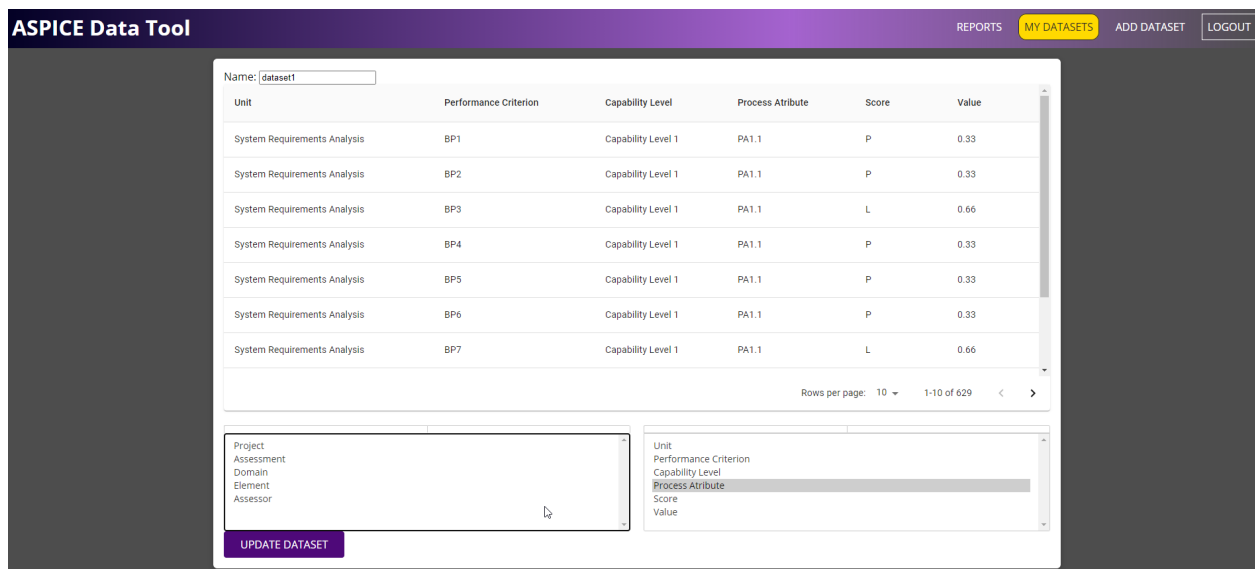 ASPICE Data Tool REPORTS MY DATASETS ADD DATASET LOGOUT
Name: dataset1
Unit Performance Criterion Capability Level Process Atribute Score Value
System Requirements Analysis BP1 Capability Level 1 PA1.1 P 0.33
System Requirements Analysis BP2 Capability Level 1 PA1.1 P 0.33
System Requirements Analysis BP3 Capability Level 1 PA1.1 L 0.66
System Requirements Analysis BP4 Capability Level 1 PA1.1 P 0.33
System Requirements Analysis BP5 Capability Level 1 PA1.1 P 0.33
System Requirements Analysis BP6 Capability Level 1 PA1.1 P 0.33
System Requirements Analysis BP7 Capability Level 1 PA1.1 L 0.66
Rows per page: 10 1-10 of 629
Project
Assessment
Domain
Element
Assessor
Unit
Performance Criterion
Capability Level
Process Atribute
Score
Value
UPDATE DATASET